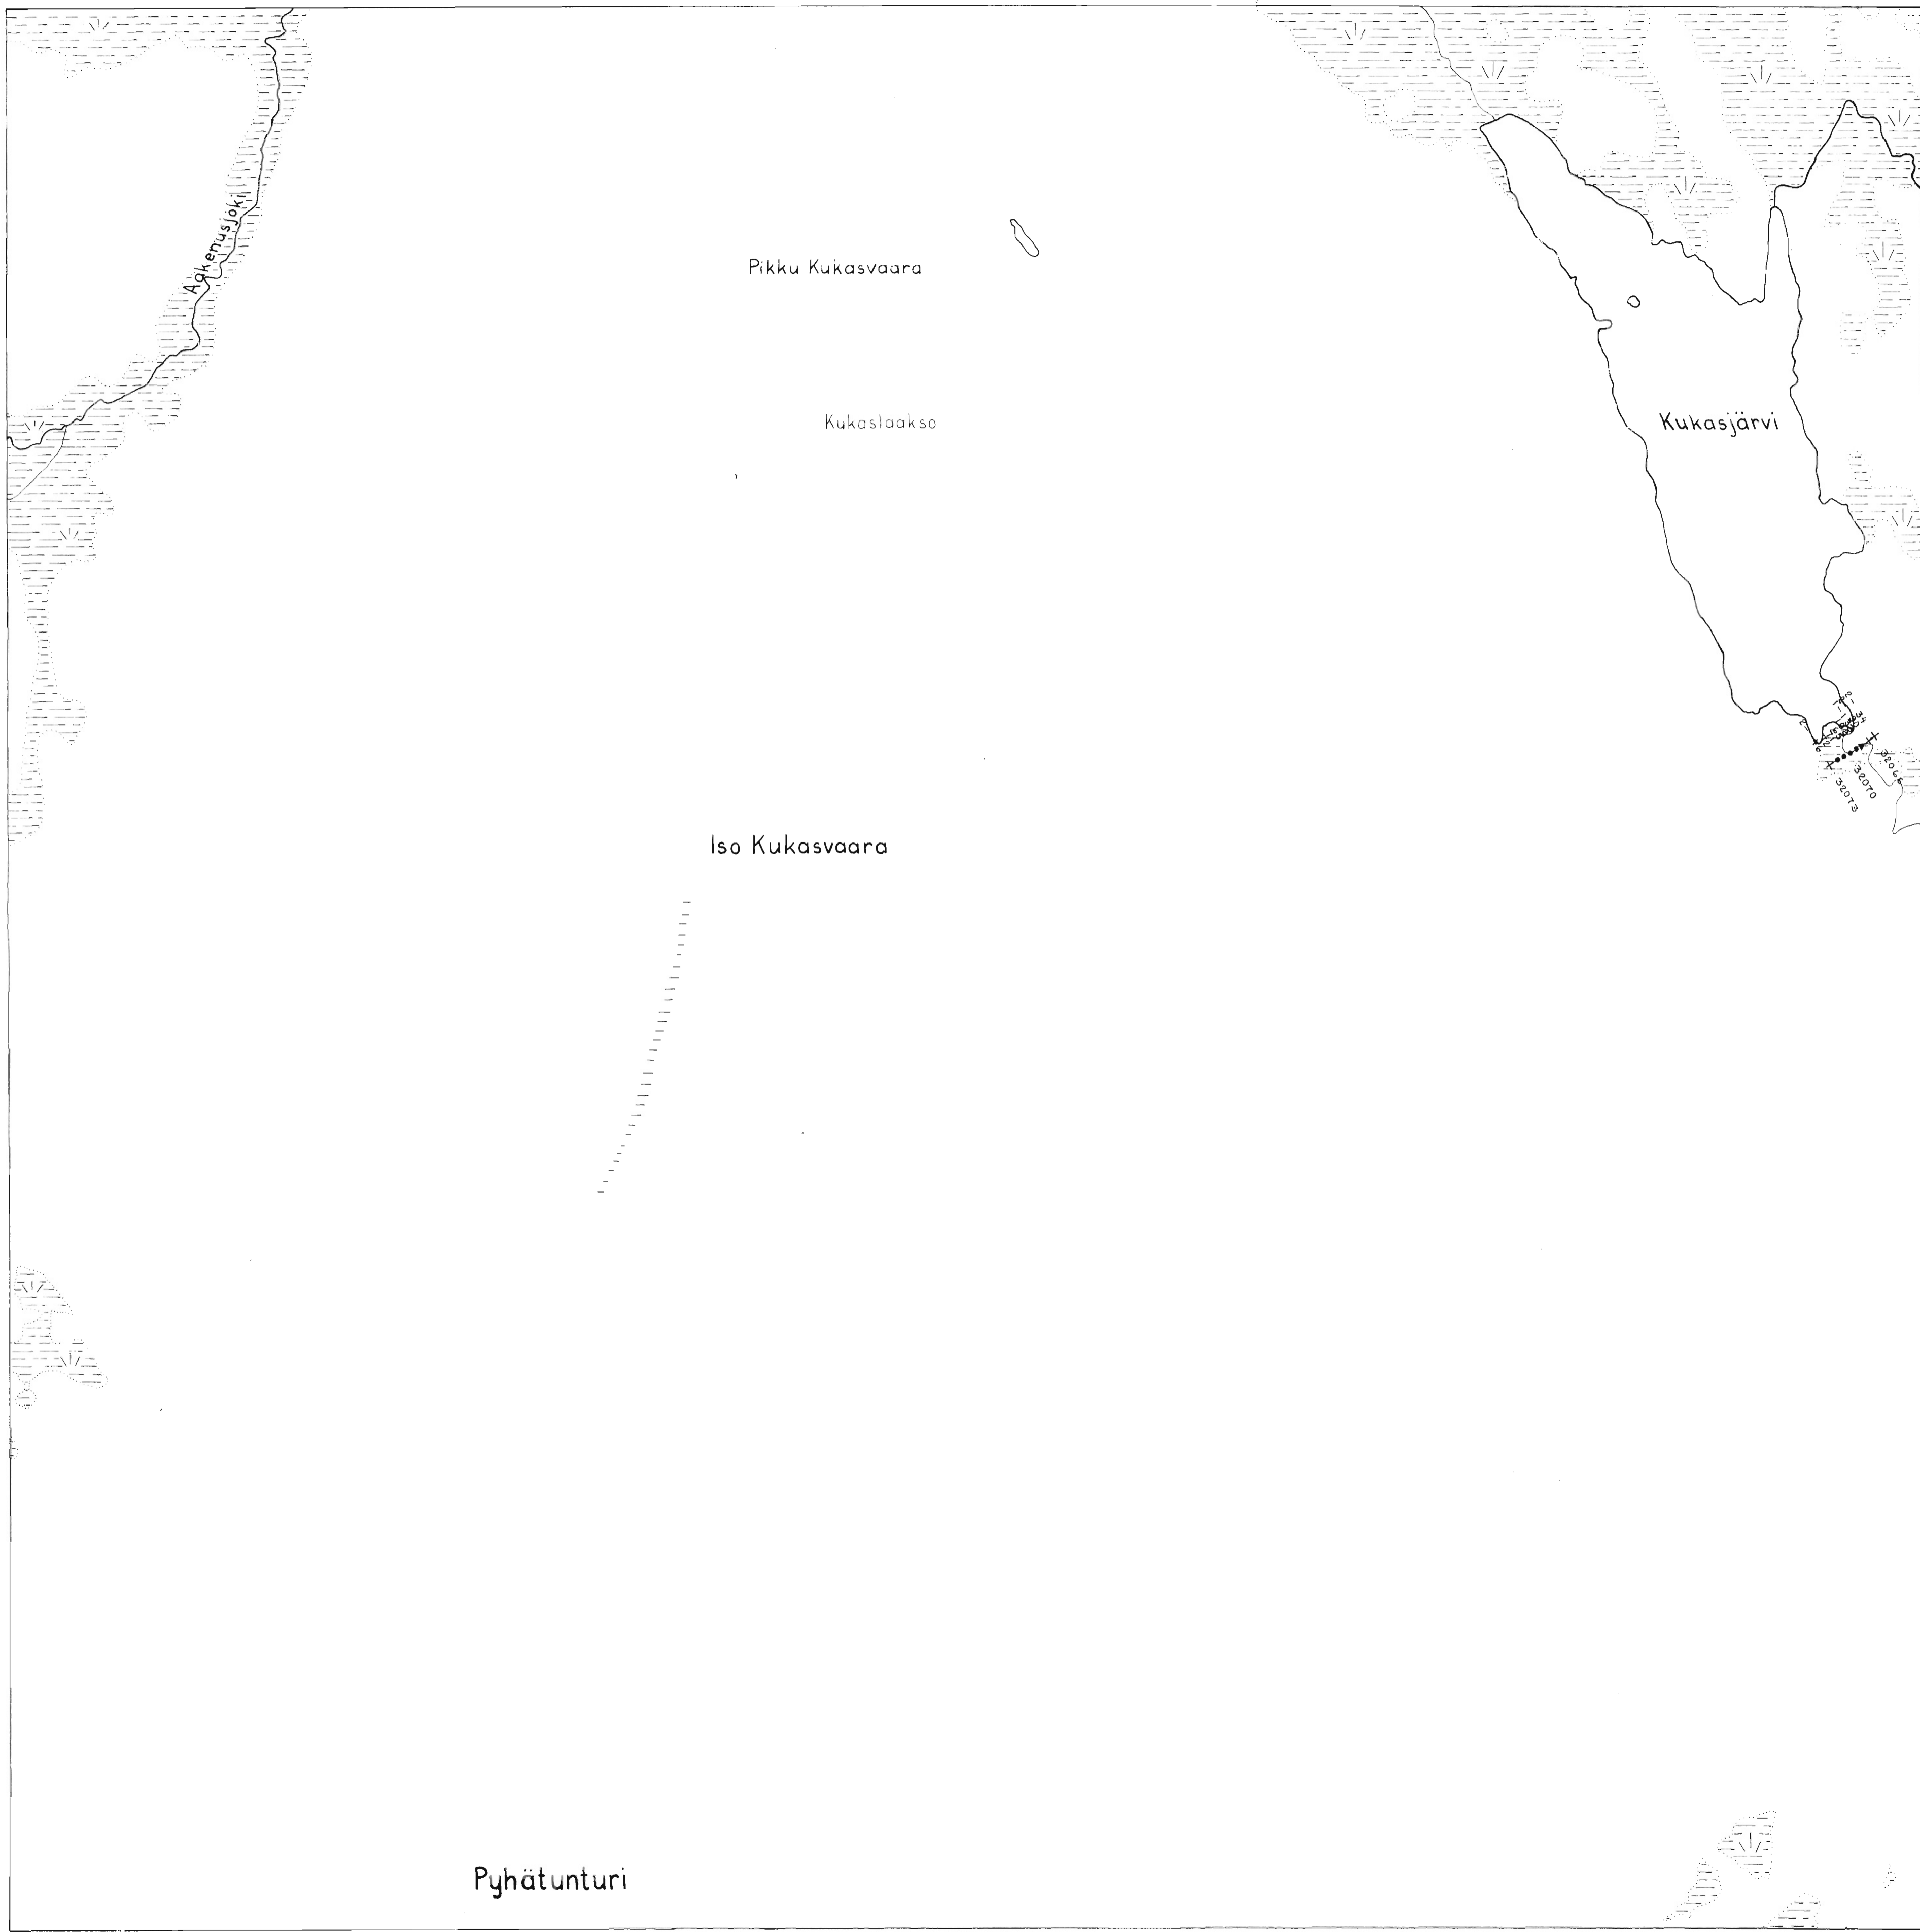 Aakenusjoki
Pikku Kukasvaara
Kukaslaakso
Kukasjärvi
32070
32073
Iso Kukasvaara
Pyhätunturi